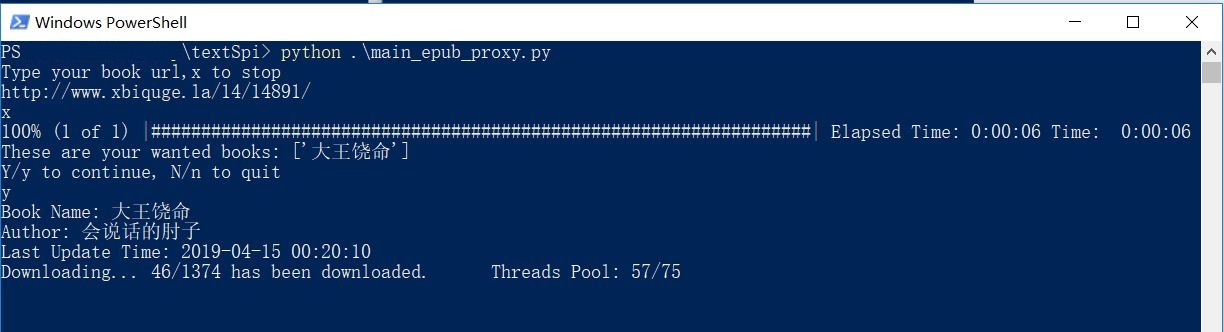 Windows PowerShell
PS \textSpi> python .\main_epub_proxy.py
Type your book url,x to stop
http://www.xbiquge.la/14/14891/
x
100% (1 of 1) |##################################################################| Elapsed Time: 0:00:06 Time:  0:00:06
These are your wanted books: ['大王饶命']
Y/y to continue, N/n to quit
y
Book Name: 大王饶命
Author: 会说话的肘子
Last Update Time: 2019-04-15 00:20:10
Downloading... 46/1374 has been downloaded.      Threads Pool: 57/75